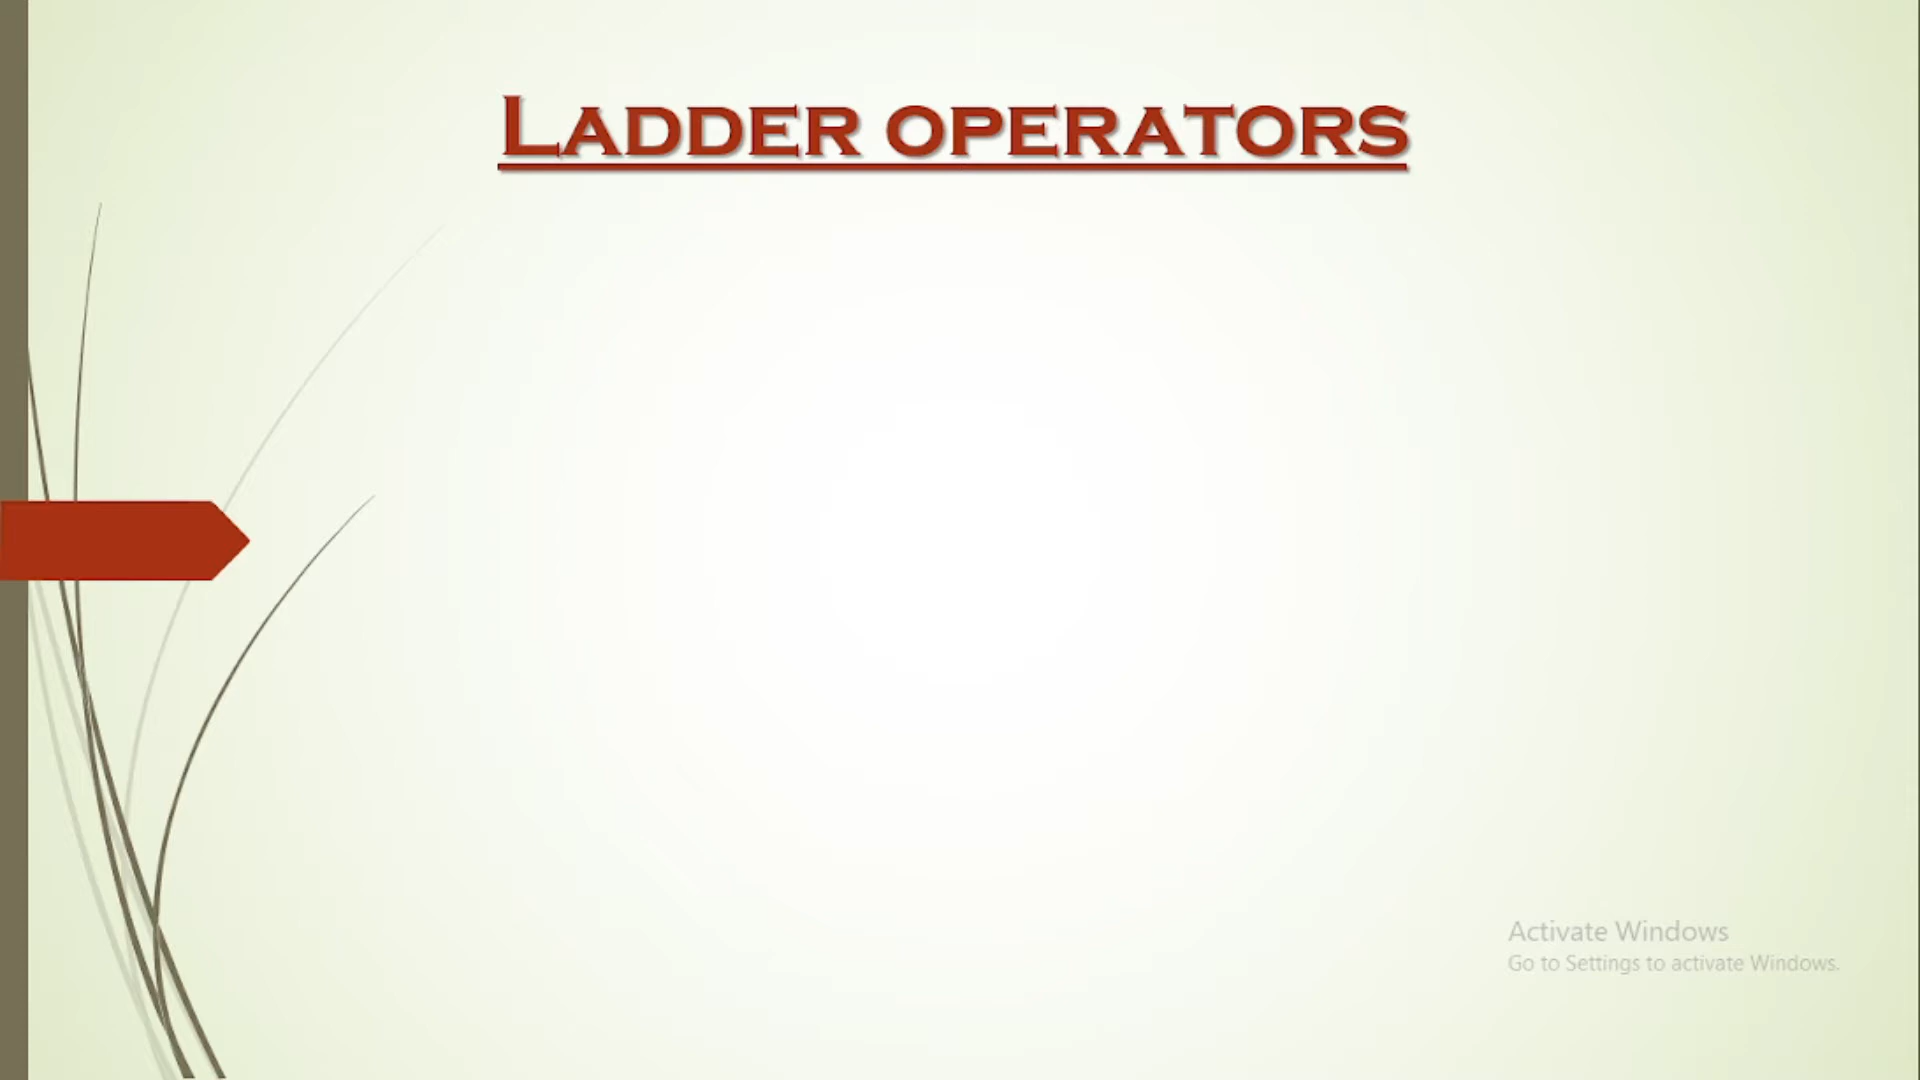 LADDER OPERATORS
Activate Windows
Go to Settings to activate Windows.